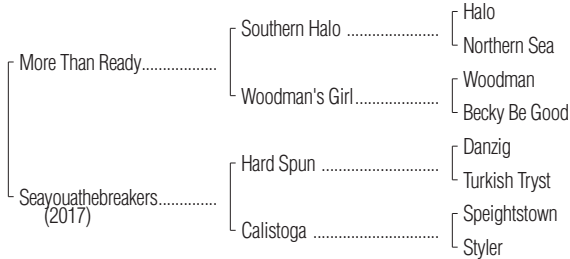 Halo
Southern Halo ......................
Northern Sea
More Than Ready..................
Woodman
Woodman's Girl....................
Becky Be Good
Danzig
Hard Spun ............................
Turkish Tryst
Seayouathebreakers..............
(2017)
Speightstown
Calistoga ..............................
Styler